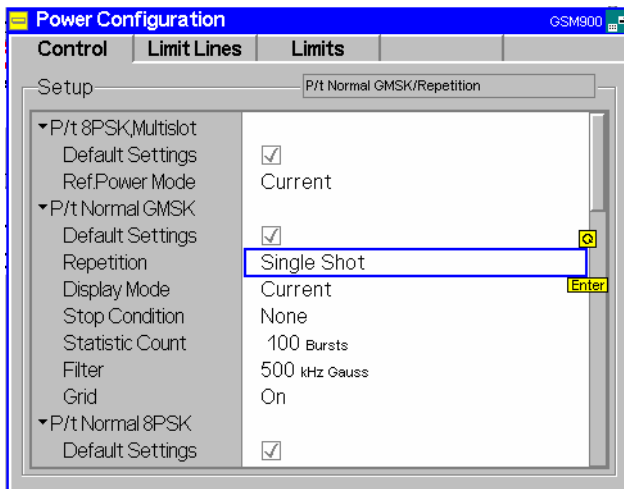 Power Configuration GSM900
Control Limit Lines Limits
Setup P/t Normal GMSK/Repetition
P/t 8PSK,Multislot
Default Settings
Ref.Power Mode Current
P/t Normal GMSK
Default Settings
Repetition Single Shot
Display Mode Current
Enter
Stop Condition None
Statistic Count 100 Bursts
Filter 500 kHz Gauss
Grid On
P/t Normal 8PSK
Default Settings